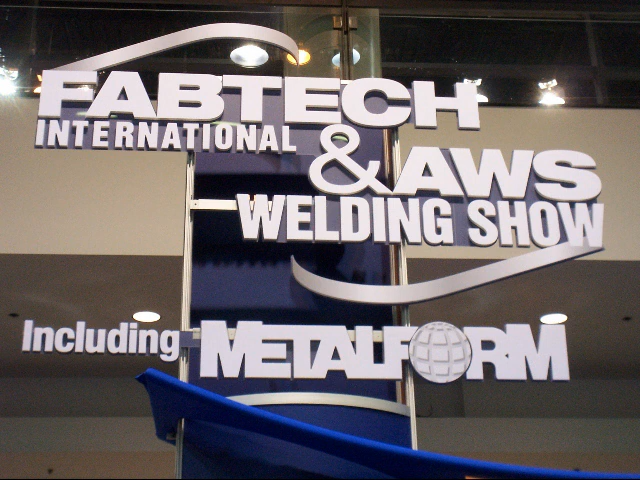 FABTECH
INTERNATIONAL
& AWS
WELDING SHOW
Including METALFORM